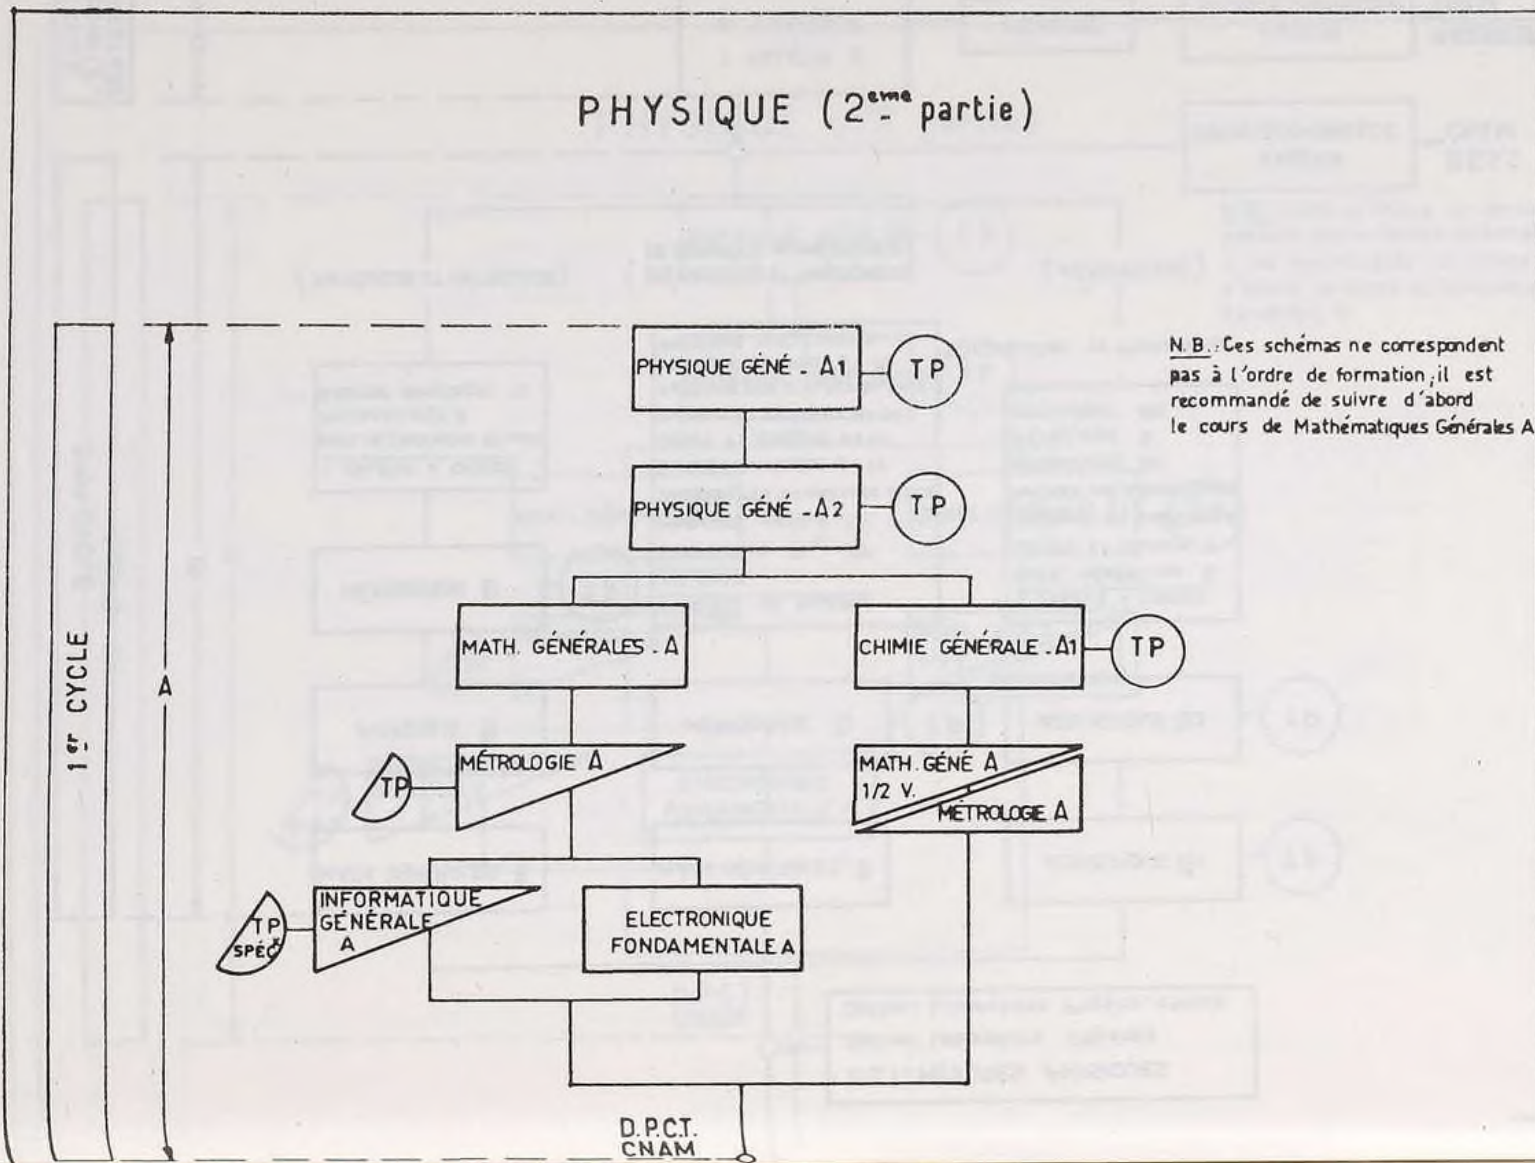 PHYSIQUE (2eme partie)
PHYSIQUE GÉNÉ - A1
TP
N.B.: Ces schémas ne correspondent
pas à l'ordre de formation; il est
recommandé de suivre d'abord
le cours de Mathématiques Générales A
PHYSIQUE GÉNÉ - A2
TP
MATH. GÉNÉRALES - A
CHIMIE GÉNÉRALE - A1
TP
1er CYCLE
A
MÉTROLOGIE A
TP
MATH. GÉNÉ A
1/2 V.
MÉTROLOGIE A
INFORMATIQUE
GÉNÉRALE
A
TP
SPÉCx
ELECTRONIQUE
FONDAMENTALE A
D.P.C.T.
CNAM